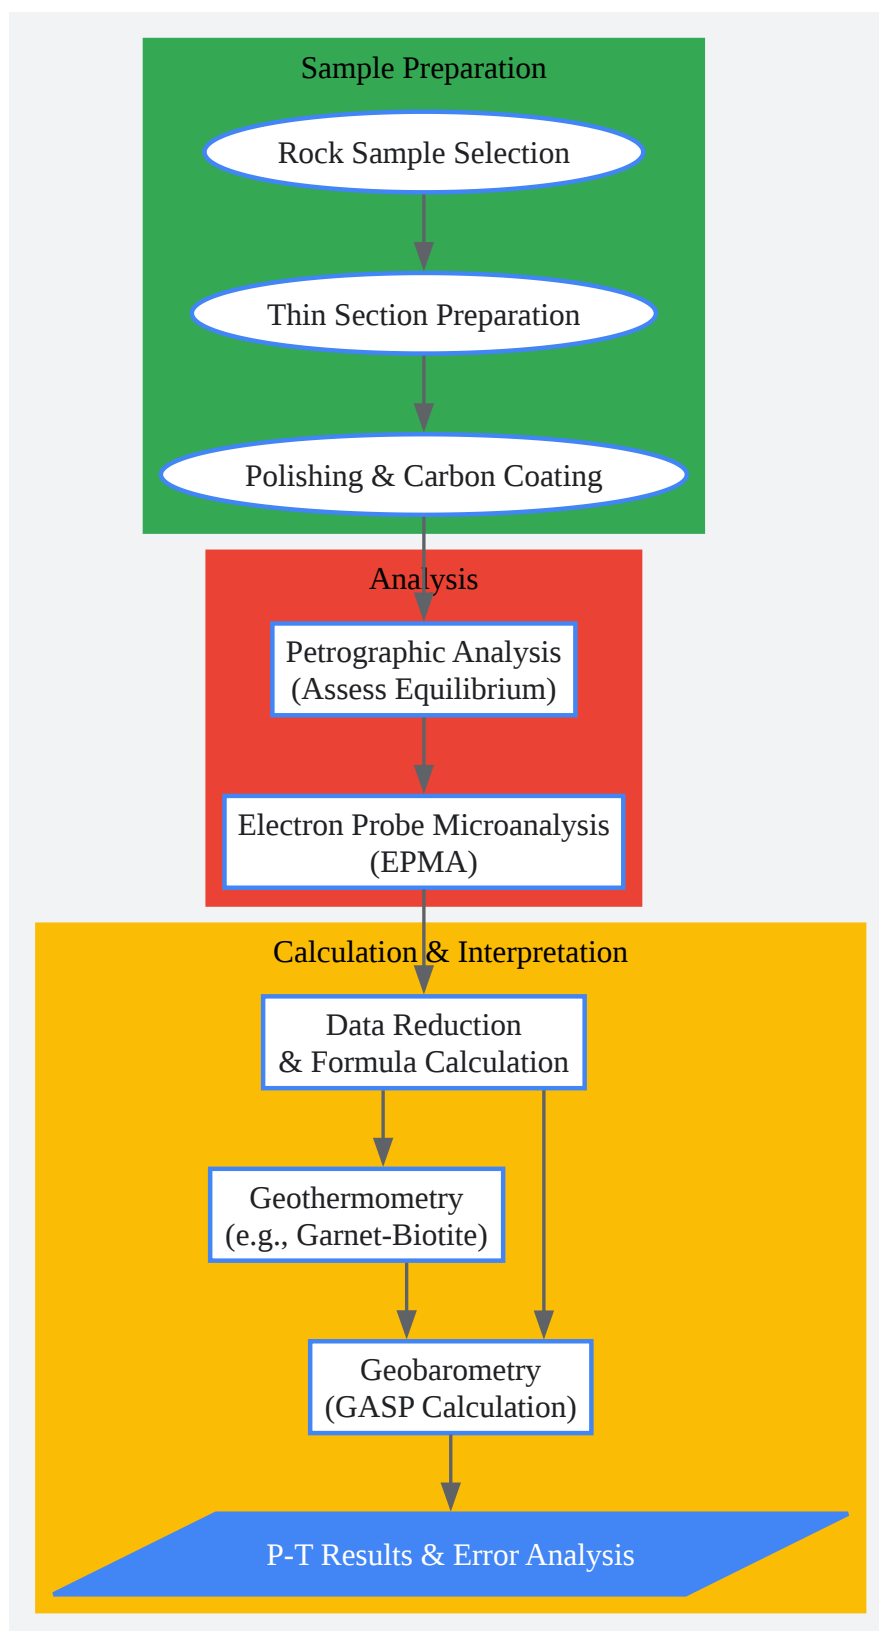 Sample Preparation
Rock Sample Selection
Thin Section Preparation
Polishing & Carbon Coating
Analysis
Petrographic Analysis
(Assess Equilibrium)
Electron Probe Microanalysis
(EPMA)
Calculation & Interpretation
Data Reduction
& Formula Calculation
Geothermometry
(e.g., Garnet-Biotite)
Geobarometry
(GASP Calculation)
P-T Results & Error Analysis